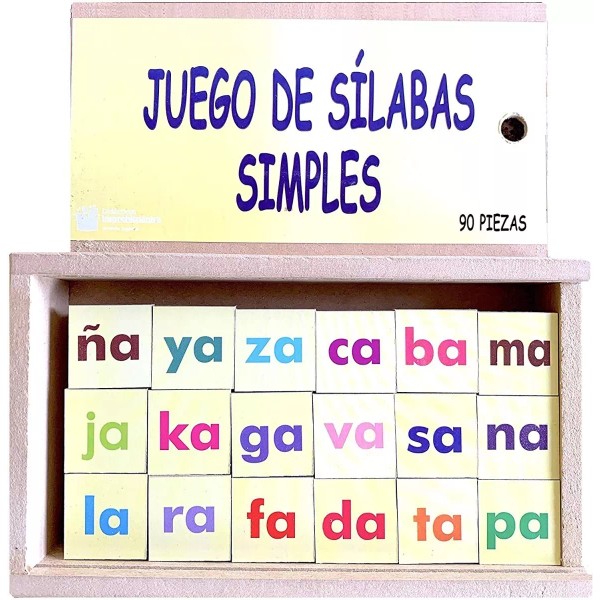 JUEGO DE SÍLABAS
SIMPLES
90 PIEZAS
ña ya za ca ba ma
ja ka ga va sa na
la ra fa da ta pa